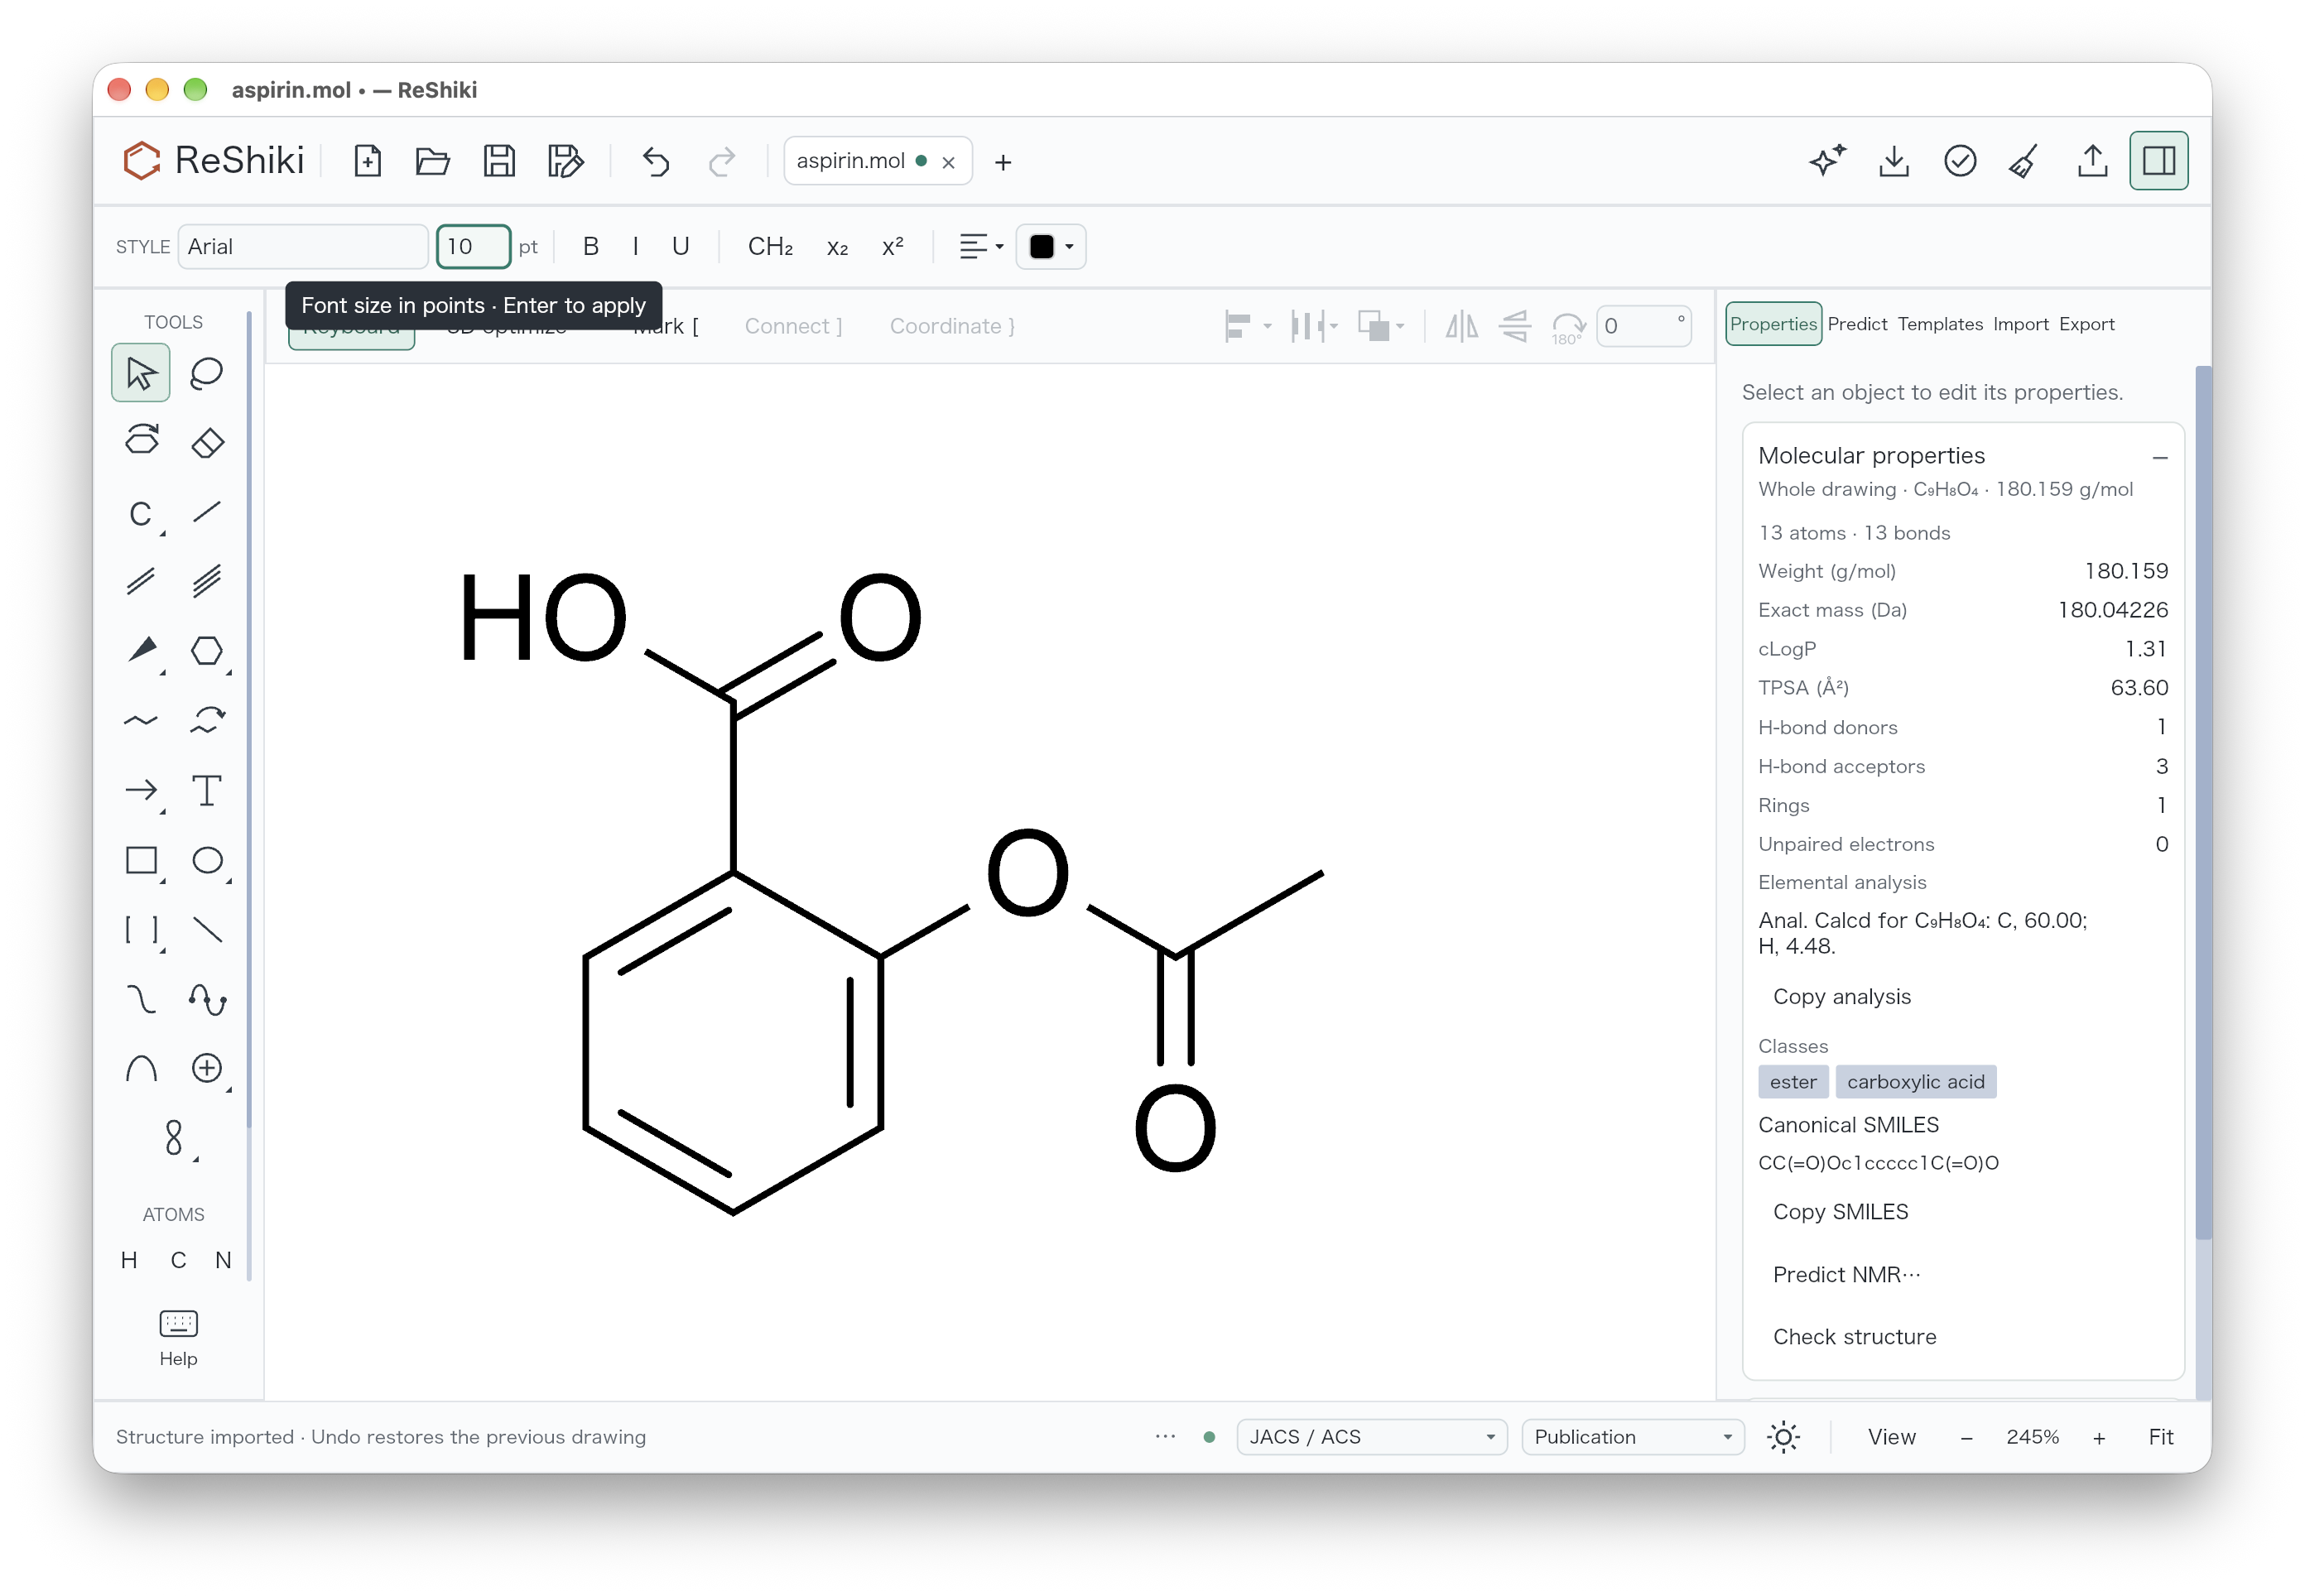 aspirin.mol • — ReShiki
ReShiki
aspirin.mol ● × +
STYLE Arial 10 pt B I U CH₂ x₂ x²
Font size in points · Enter to apply
Mark [ Connect ] Coordinate } 180° 0 °
Properties Predict Templates Import Export
TOOLS
C
T
[ ]
ATOMS
H C N
Help
HO O
O
O
Select an object to edit its properties.
Molecular properties –
Whole drawing · C₉H₈O₄ · 180.159 g/mol
13 atoms · 13 bonds
Weight (g/mol) 180.159
Exact mass (Da) 180.04226
cLogP 1.31
TPSA (Å²) 63.60
H-bond donors 1
H-bond acceptors 3
Rings 1
Unpaired electrons 0
Elemental analysis
Anal. Calcd for C₉H₈O₄: C, 60.00;
H, 4.48.
Copy analysis
Classes
ester carboxylic acid
Canonical SMILES
CC(=O)Oc1ccccc1C(=O)O
Copy SMILES
Predict NMR···
Check structure
Structure imported · Undo restores the previous drawing ··· JACS / ACS Publication View − 245% + Fit